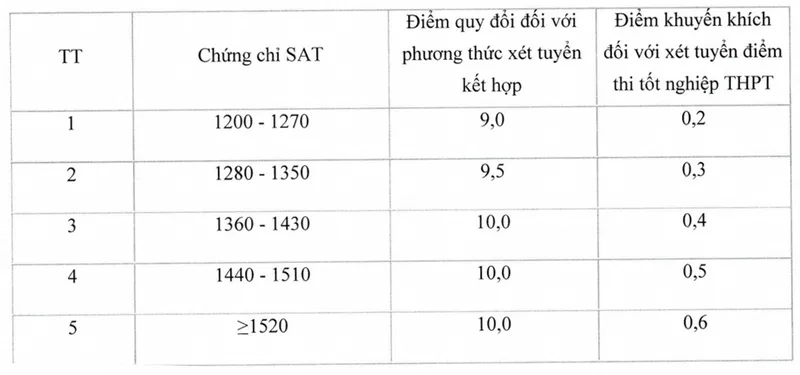 TT
Chứng chỉ SAT
Điểm quy đổi đối với
phương thức xét tuyển
kết hợp
Điểm khuyến khích
đối với xét tuyển điểm
thi tốt nghiệp THPT
1
1200 - 1270
9,0
0,2
2
1280 - 1350
9,5
0,3
3
1360 - 1430
10,0
0,4
4
1440 - 1510
10,0
0,5
5
≥1520
10,0
0,6